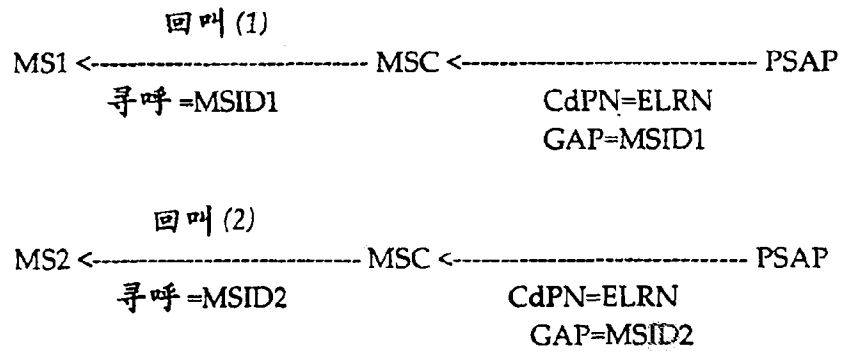 回叫 (1)
MS1 <---------------------------- MSC <------------------------------ PSAP
寻呼 =MSID1 CdPN=ELRN
GAP=MSID1
回叫 (2)
MS2 <--------------------------- MSC <------------------------------ PSAP
寻呼 =MSID2 CdPN=ELRN
GAP=MSID2